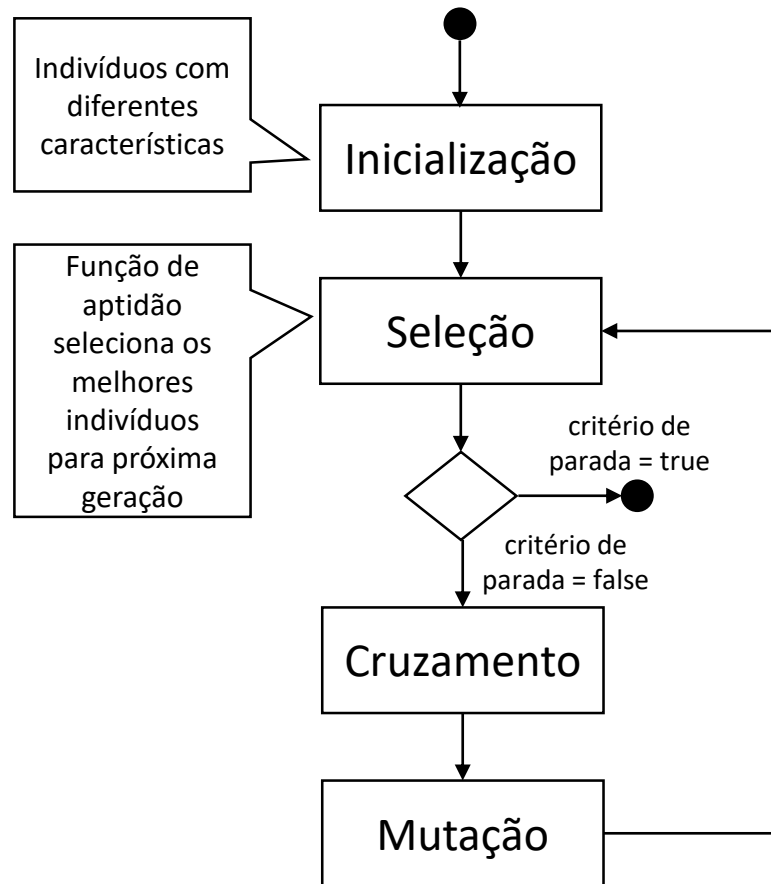 Indivíduos com
diferentes
característifcas
Inicialização
Função de
aptidão
seleciona os
melhores
indivíduos
para próxima
geração
Seleção
critério de
parada = true
critério de
parada = false
Cruzamento
Mutação